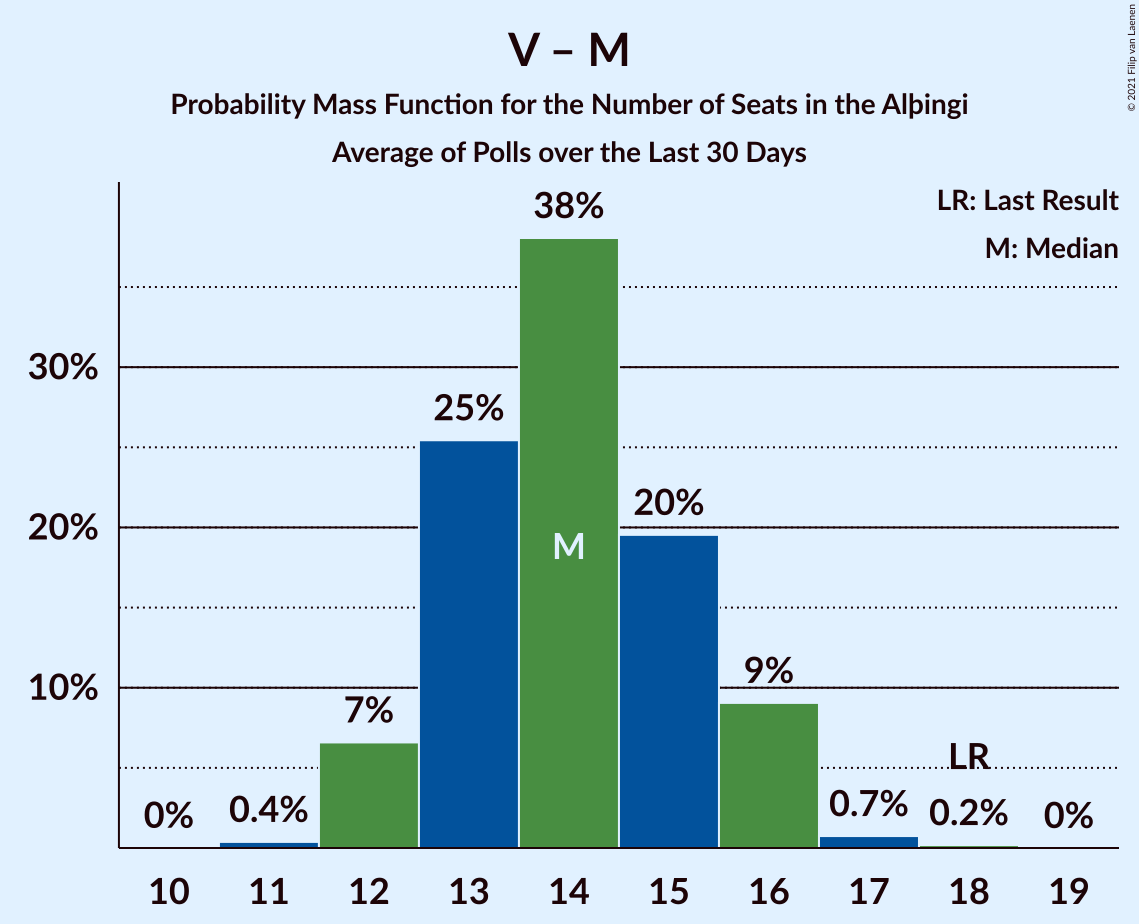 V – M
Probability Mass Function for the Number of Seats in the Alþingi
Average of Polls over the Last 30 Days
© 2021 Filip van Laenen
LR: Last Result
M: Median
38%
30%
25%
20%
20%
M
10%
9%
7%
LR
0%
0.4%
0.7%
0.2%
0%
10 11 12 13 14 15 16 17 18 19